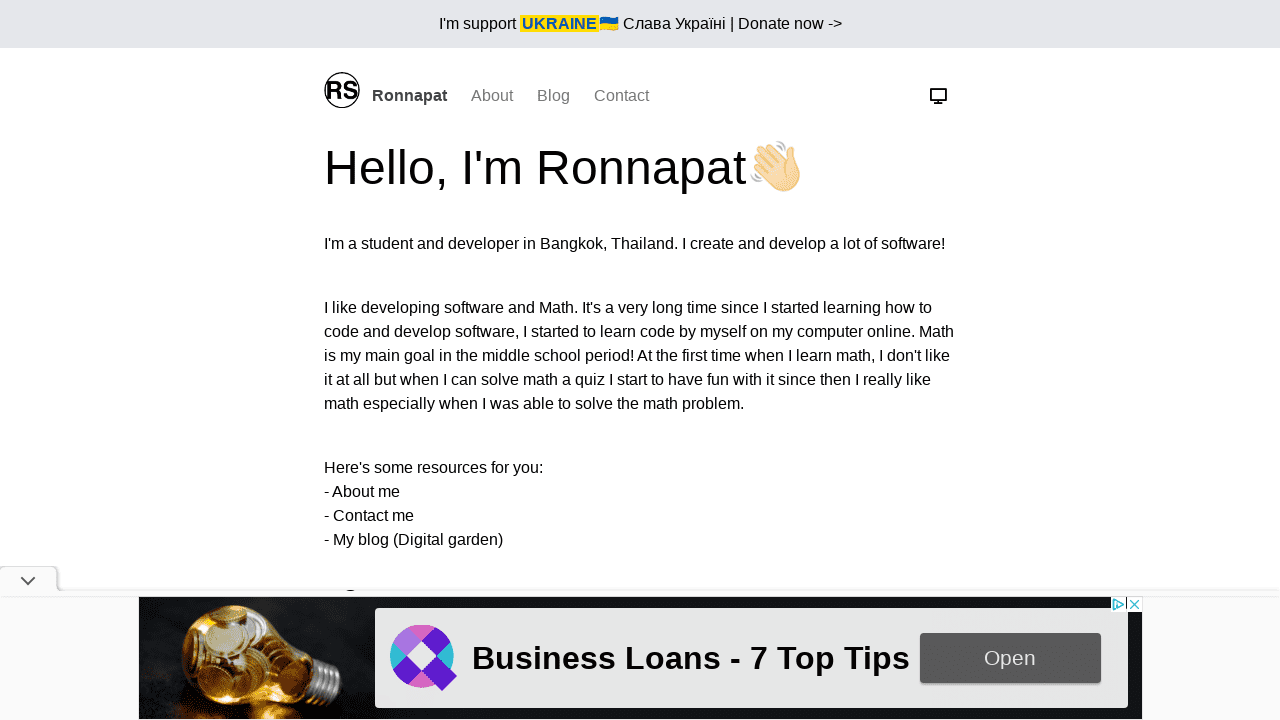 I'm support UKRAINE🇺🇦 Слава Україні | Donate now ->
RS Ronnapat About Blog Contact
Hello, I'm Ronnapat👋🏻
I'm a student and developer in Bangkok, Thailand. I create and develop a lot of software!
I like developing software and Math. It's a very long time since I started learning how to
code and develop software, I started to learn code by myself on my computer online. Math
is my main goal in the middle school period! At the first time when I learn math, I don't like
it at all but when I can solve math a quiz I start to have fun with it since then I really like
math especially when I was able to solve the math problem.
Here's some resources for you:
- About me
- Contact me
- My blog (Digital garden)
Business Loans - 7 Top Tips
Open